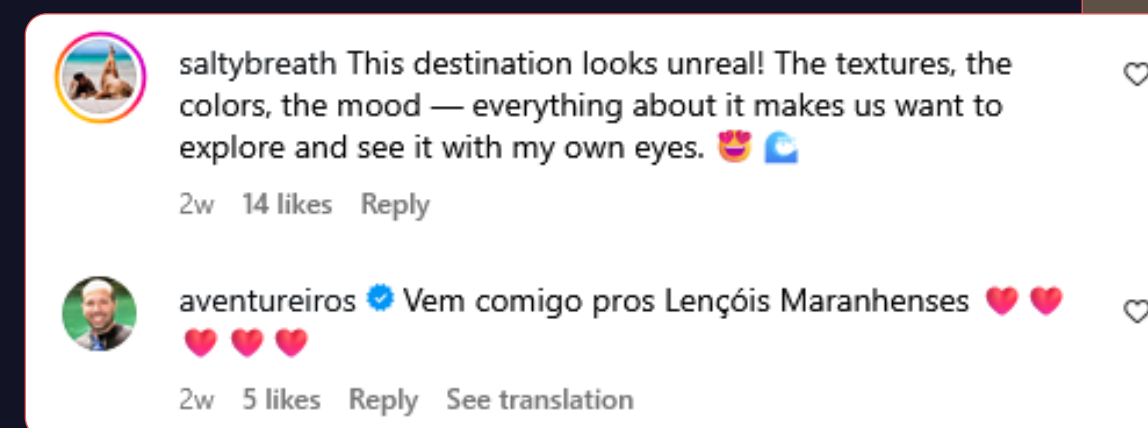 saltybreath This destination looks unreal! The textures, the
colors, the mood — everything about it makes us want to
explore and see it with my own eyes. 😍 🌊
2w 14 likes Reply
aventureiros Vem comigo pros Lençóis Maranhenses ❤️ ❤️
❤️ ❤️ ❤️
2w 5 likes Reply See translation